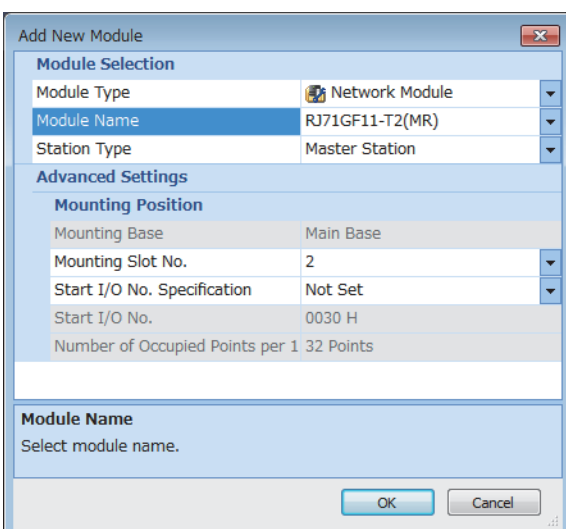 Add New Module
Module Selection
Module Type Network Module
Module Name RJ71GF11-T2(MR)
Station Type Master Station
Advanced Settings
Mounting Position
Mounting Base Main Base
Mounting Slot No. 2
Start I/O No. Specification Not Set
Start I/O No. 0030 H
Number of Occupied Points per 1 32 Points
Module Name
Select module name.
OK Cancel